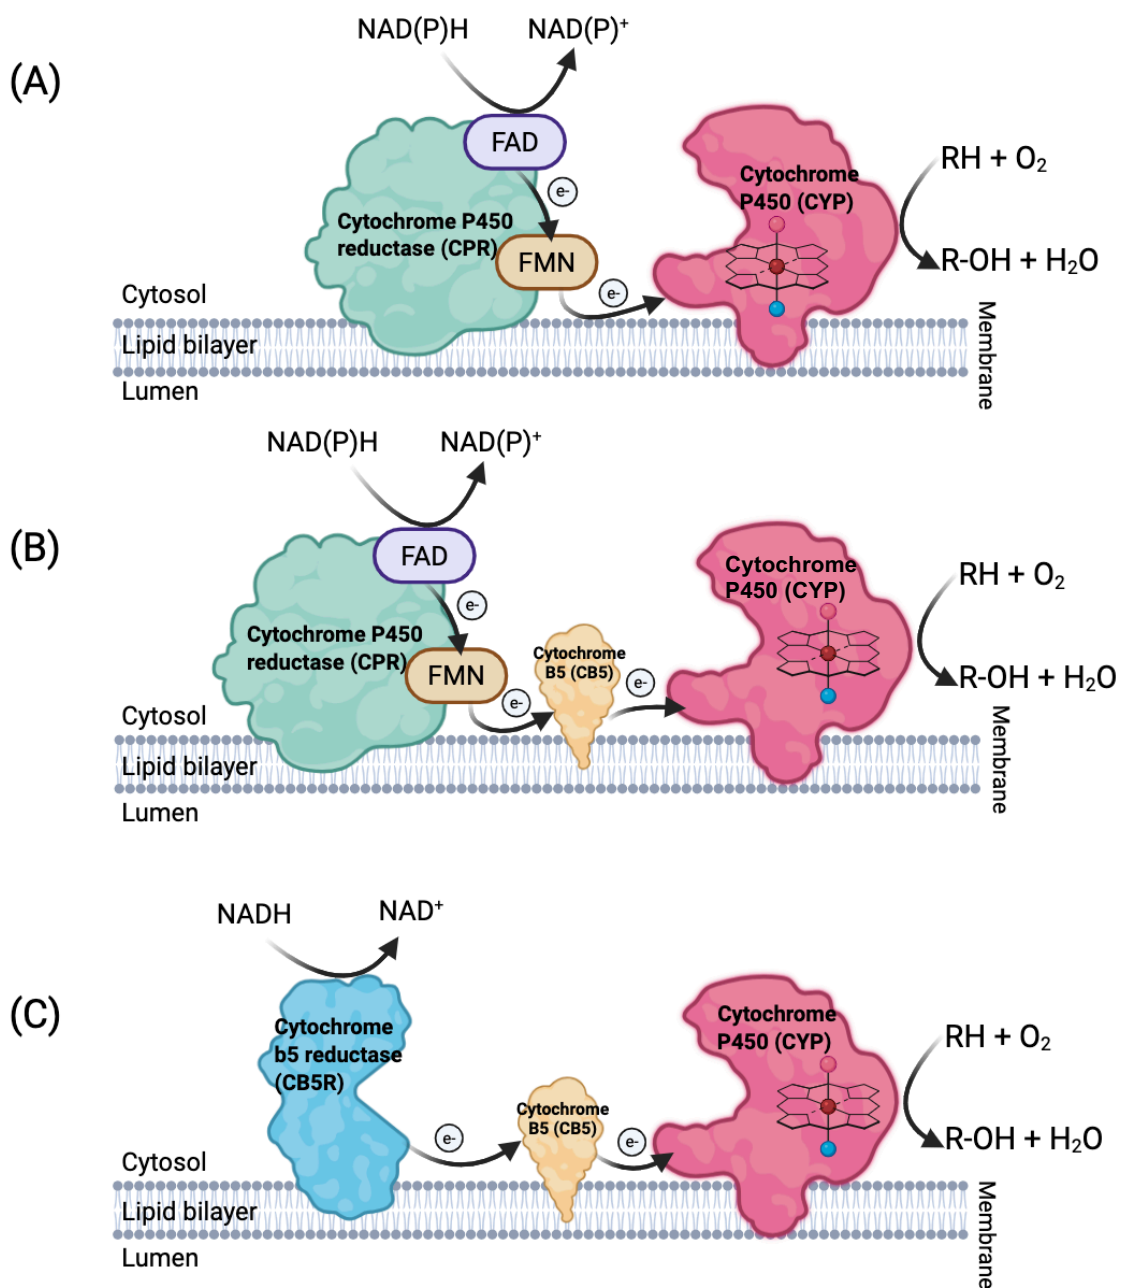 (A)
NAD(P)H NAD(P)⁺
FAD
e-
Cytochrome P450
reductase (CPR)
FMN
e-
Cytochrome
P450 (CYP)
RH + O₂
R-OH + H₂O
Cytosol
Lipid bilayer
Lumen
Membrane
(B)
NAD(P)H NAD(P)⁺
FAD
e-
Cytochrome P450
reductase (CPR)
FMN
e-
Cytochrome
B5 (CB5)
e-
Cytochrome
P450 (CYP)
RH + O₂
R-OH + H₂O
Cytosol
Lipid bilayer
Lumen
Membrane
(C)
NADH NAD⁺
Cytochrome
b5 reductase
(CB5R)
e-
Cytochrome
B5 (CB5)
e-
Cytochrome
P450 (CYP)
RH + O₂
R-OH + H₂O
Cytosol
Lipid bilayer
Lumen
Membrane